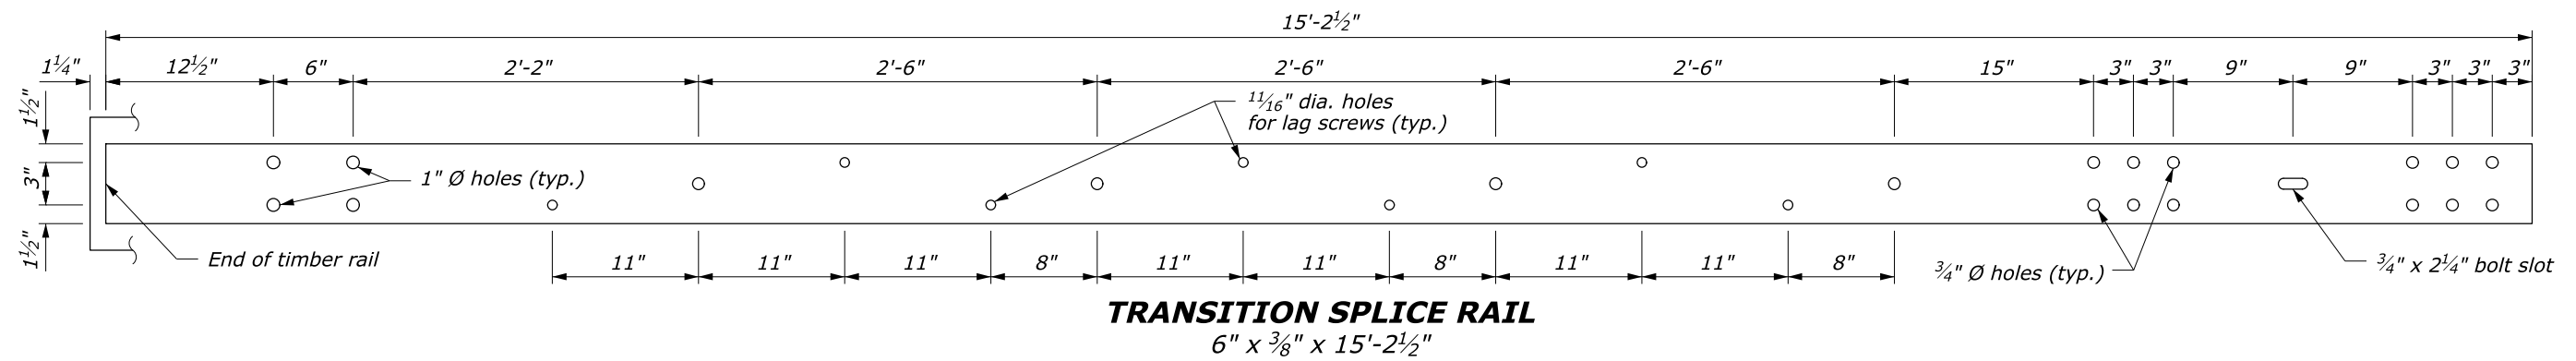 15'-2½"
1¼" 12½" 6" 2'-2" 2'-6" 2'-6" 2'-6" 15" 3" 3" 9" 9" 3" 3" 3"
1½"
3"
1½"
11⁄16" dia. holes
for lag screws (typ.)
1" Ø holes (typ.)
End of timber rail
11" 11" 11" 8" 11" 11" 8" 11" 11" 8"
¾" Ø holes (typ.)
¾" x 2¼" bolt slot
TRANSITION SPLICE RAIL
6" x ⅜" x 15'-2½"